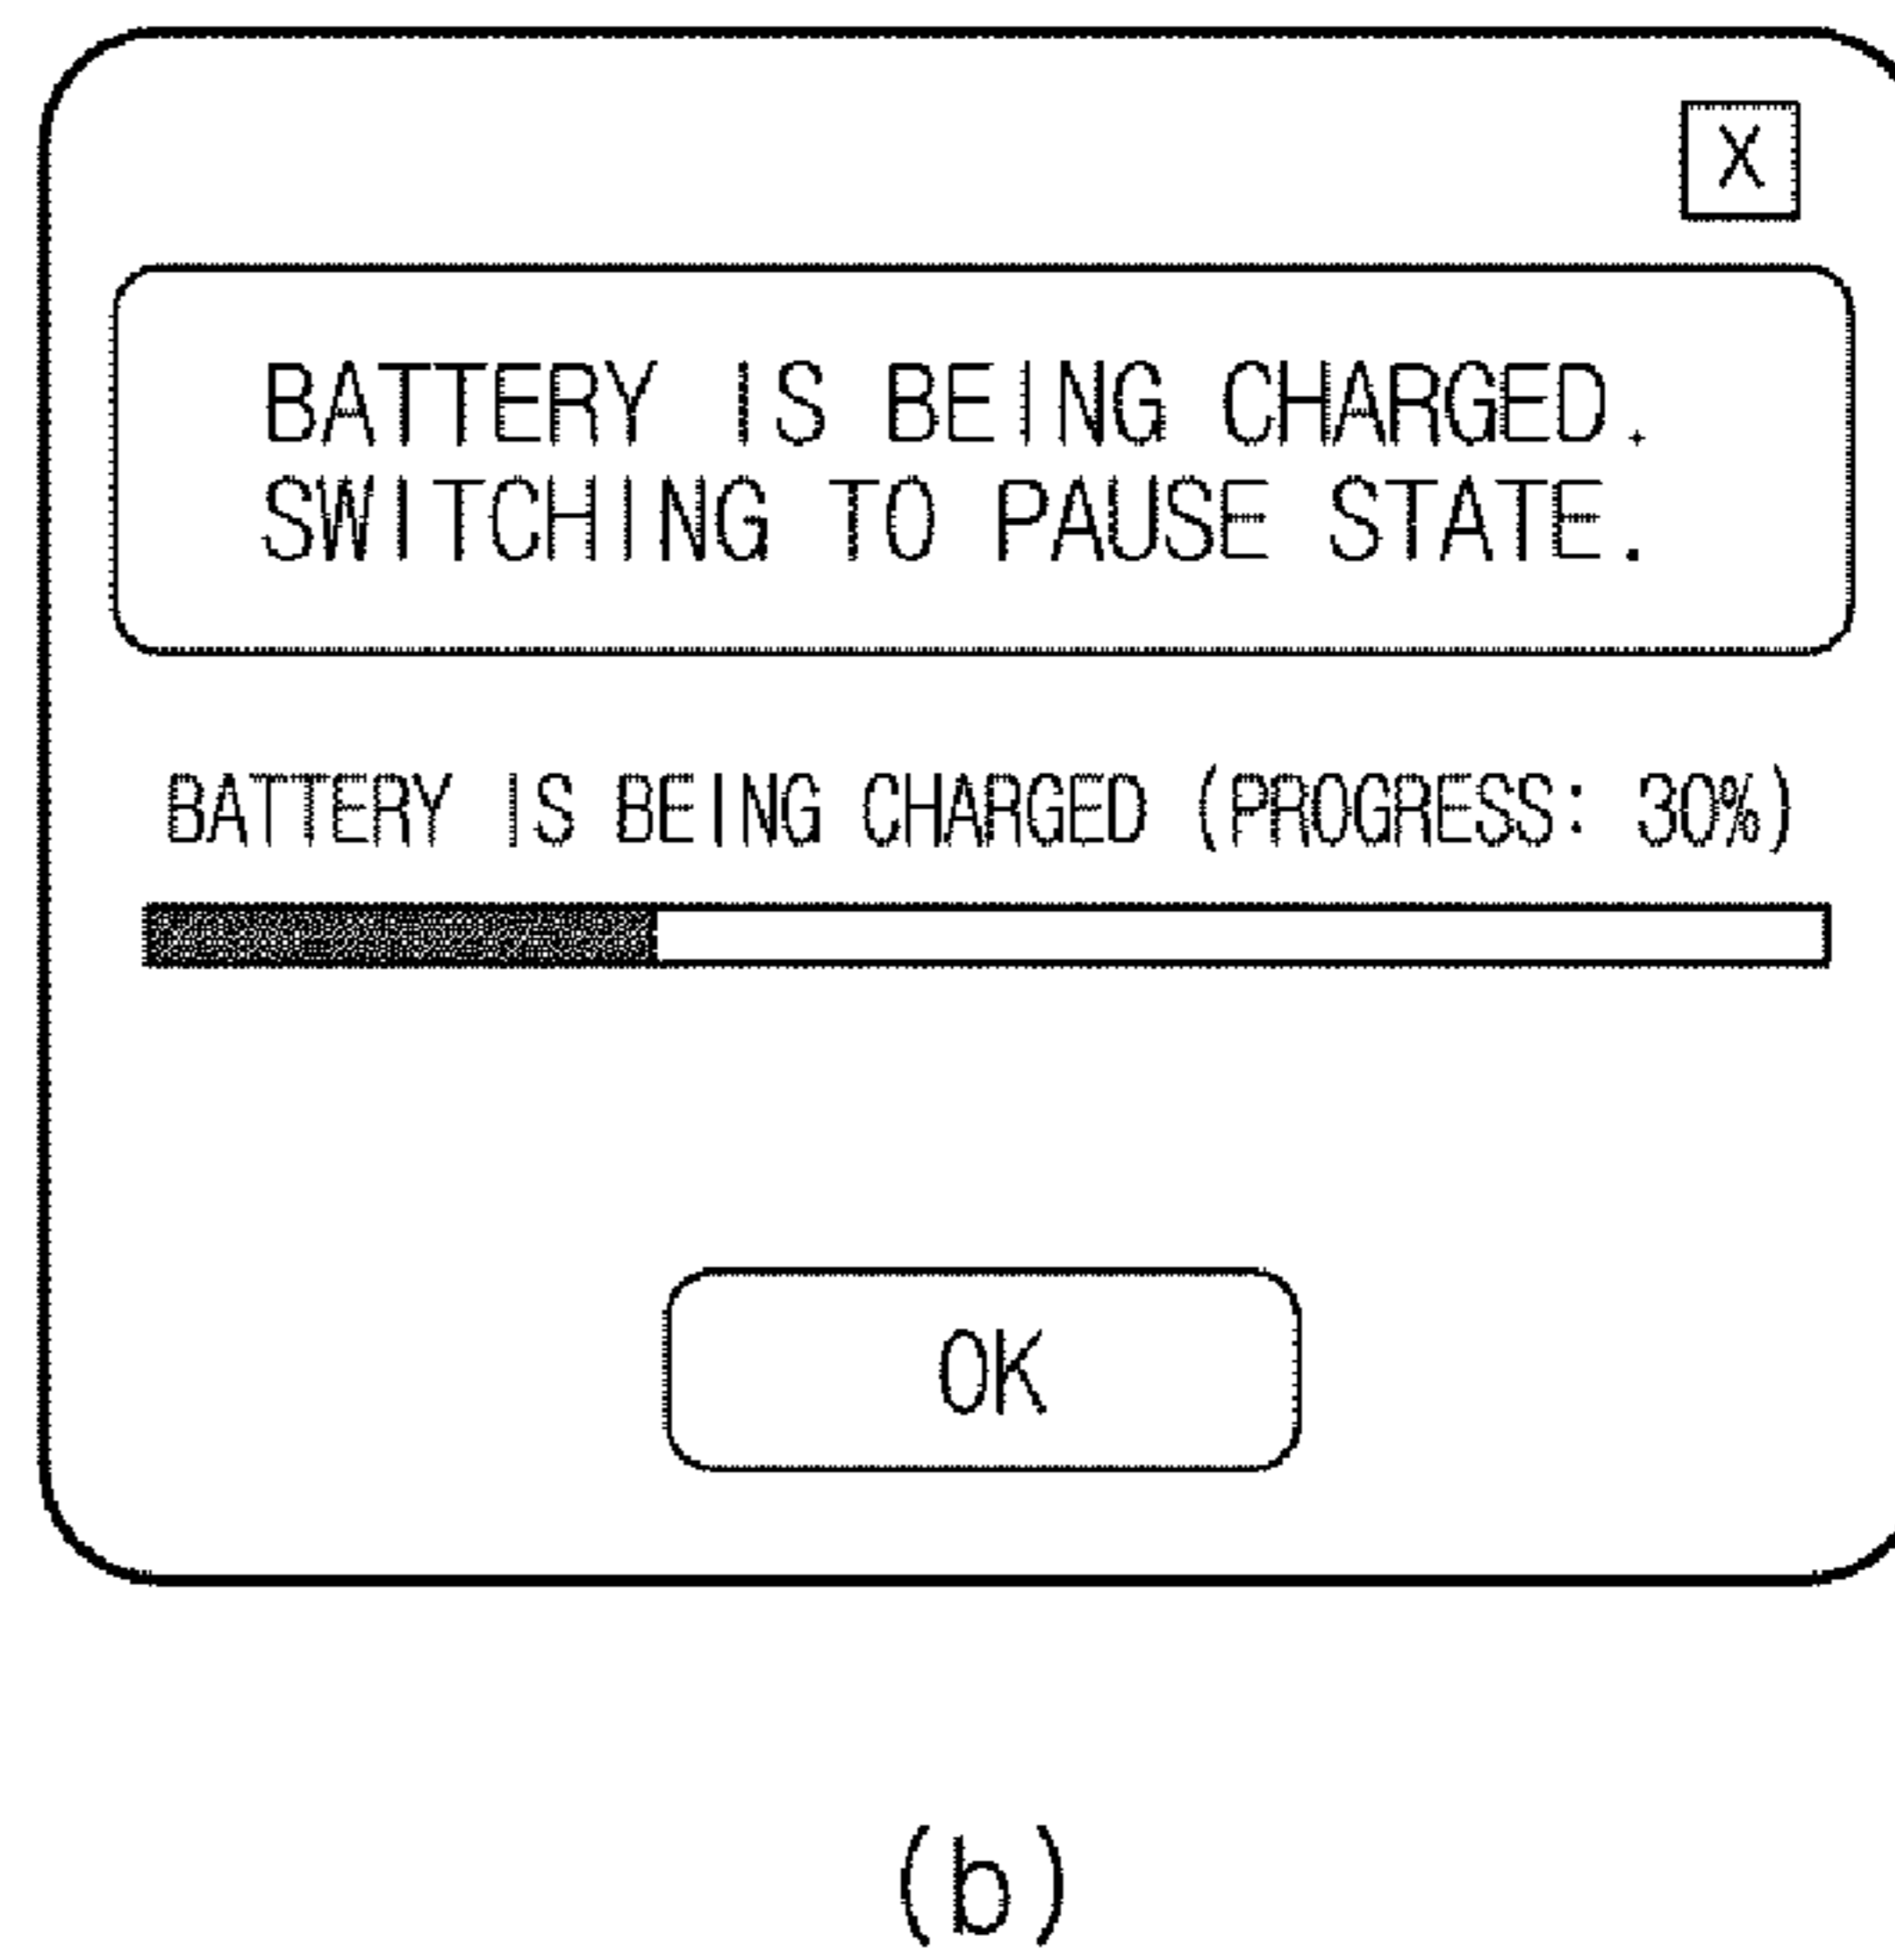 X
BATTERY IS BEING CHARGED.
SWITCHING TO PAUSE STATE.
BATTERY IS BEING CHARGED (PROGRESS: 30%)
OK
(b)